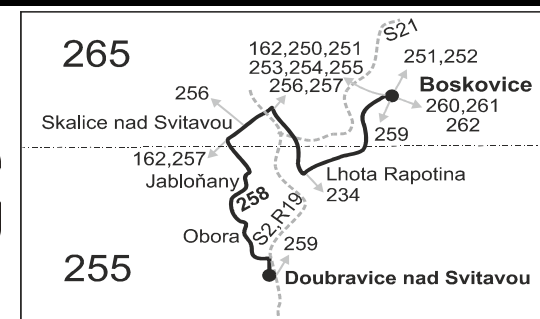 S21
265
162,250,251
253,254,255
256,257
251,252
Boskovice
256
260,261
262
Skalice nad Svitavou
259
162,257
Jabloňany
Lhota Rapotina
234
258
S2,R19
Obora
259
255
Doubravice nad Svitavou